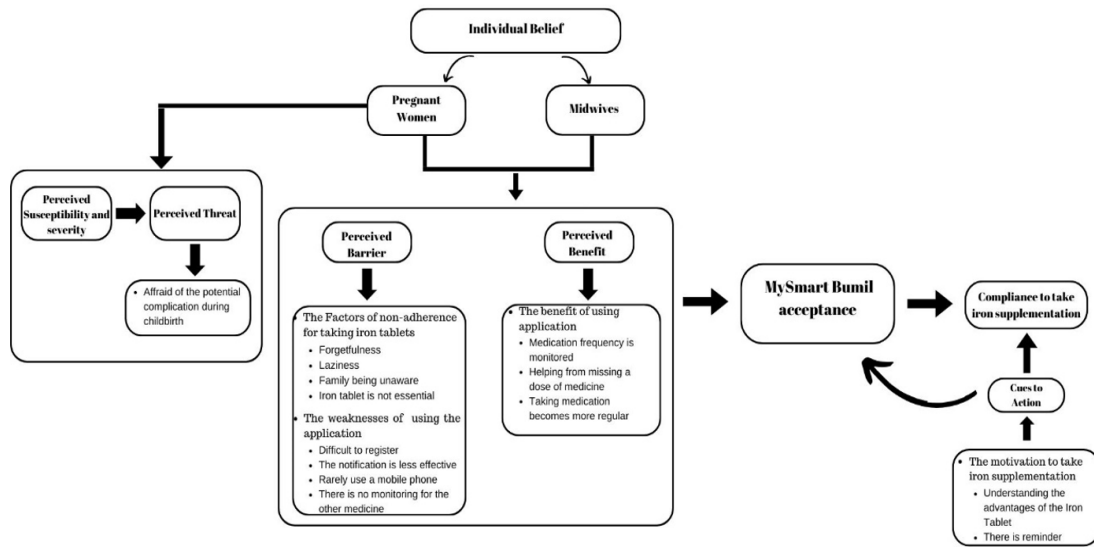 Individual Belief
Pregnant
Women
Midwives
Perceived
Susceptibility and
severity
Perceived Threat
• Affraid of the potential
complication during
childbirth
Perceived
Barrier
• The Factors of non-adherence
for taking iron tablets
• Forgetfulness
• Laziness
• Family being unaware
• Iron tablet is not essential
• The weaknesses of using the
application
• Difficult to register
• The notification is less effective
• Rarely use a mobile phone
• There is no monitoring for the
other medicine
Perceived
Benefit
• The benefit of using
application
• Medication frequency is
monitored
• Helping from missing a
dose of medicine
• Taking medication
becomes more regular
MySmart Bumil
acceptance
Compliance to take
iron supplementation
Cues to
Action
• The motivation to take
iron supplementation
• Understanding the
advantages of the Iron
Tablet
• There is reminder